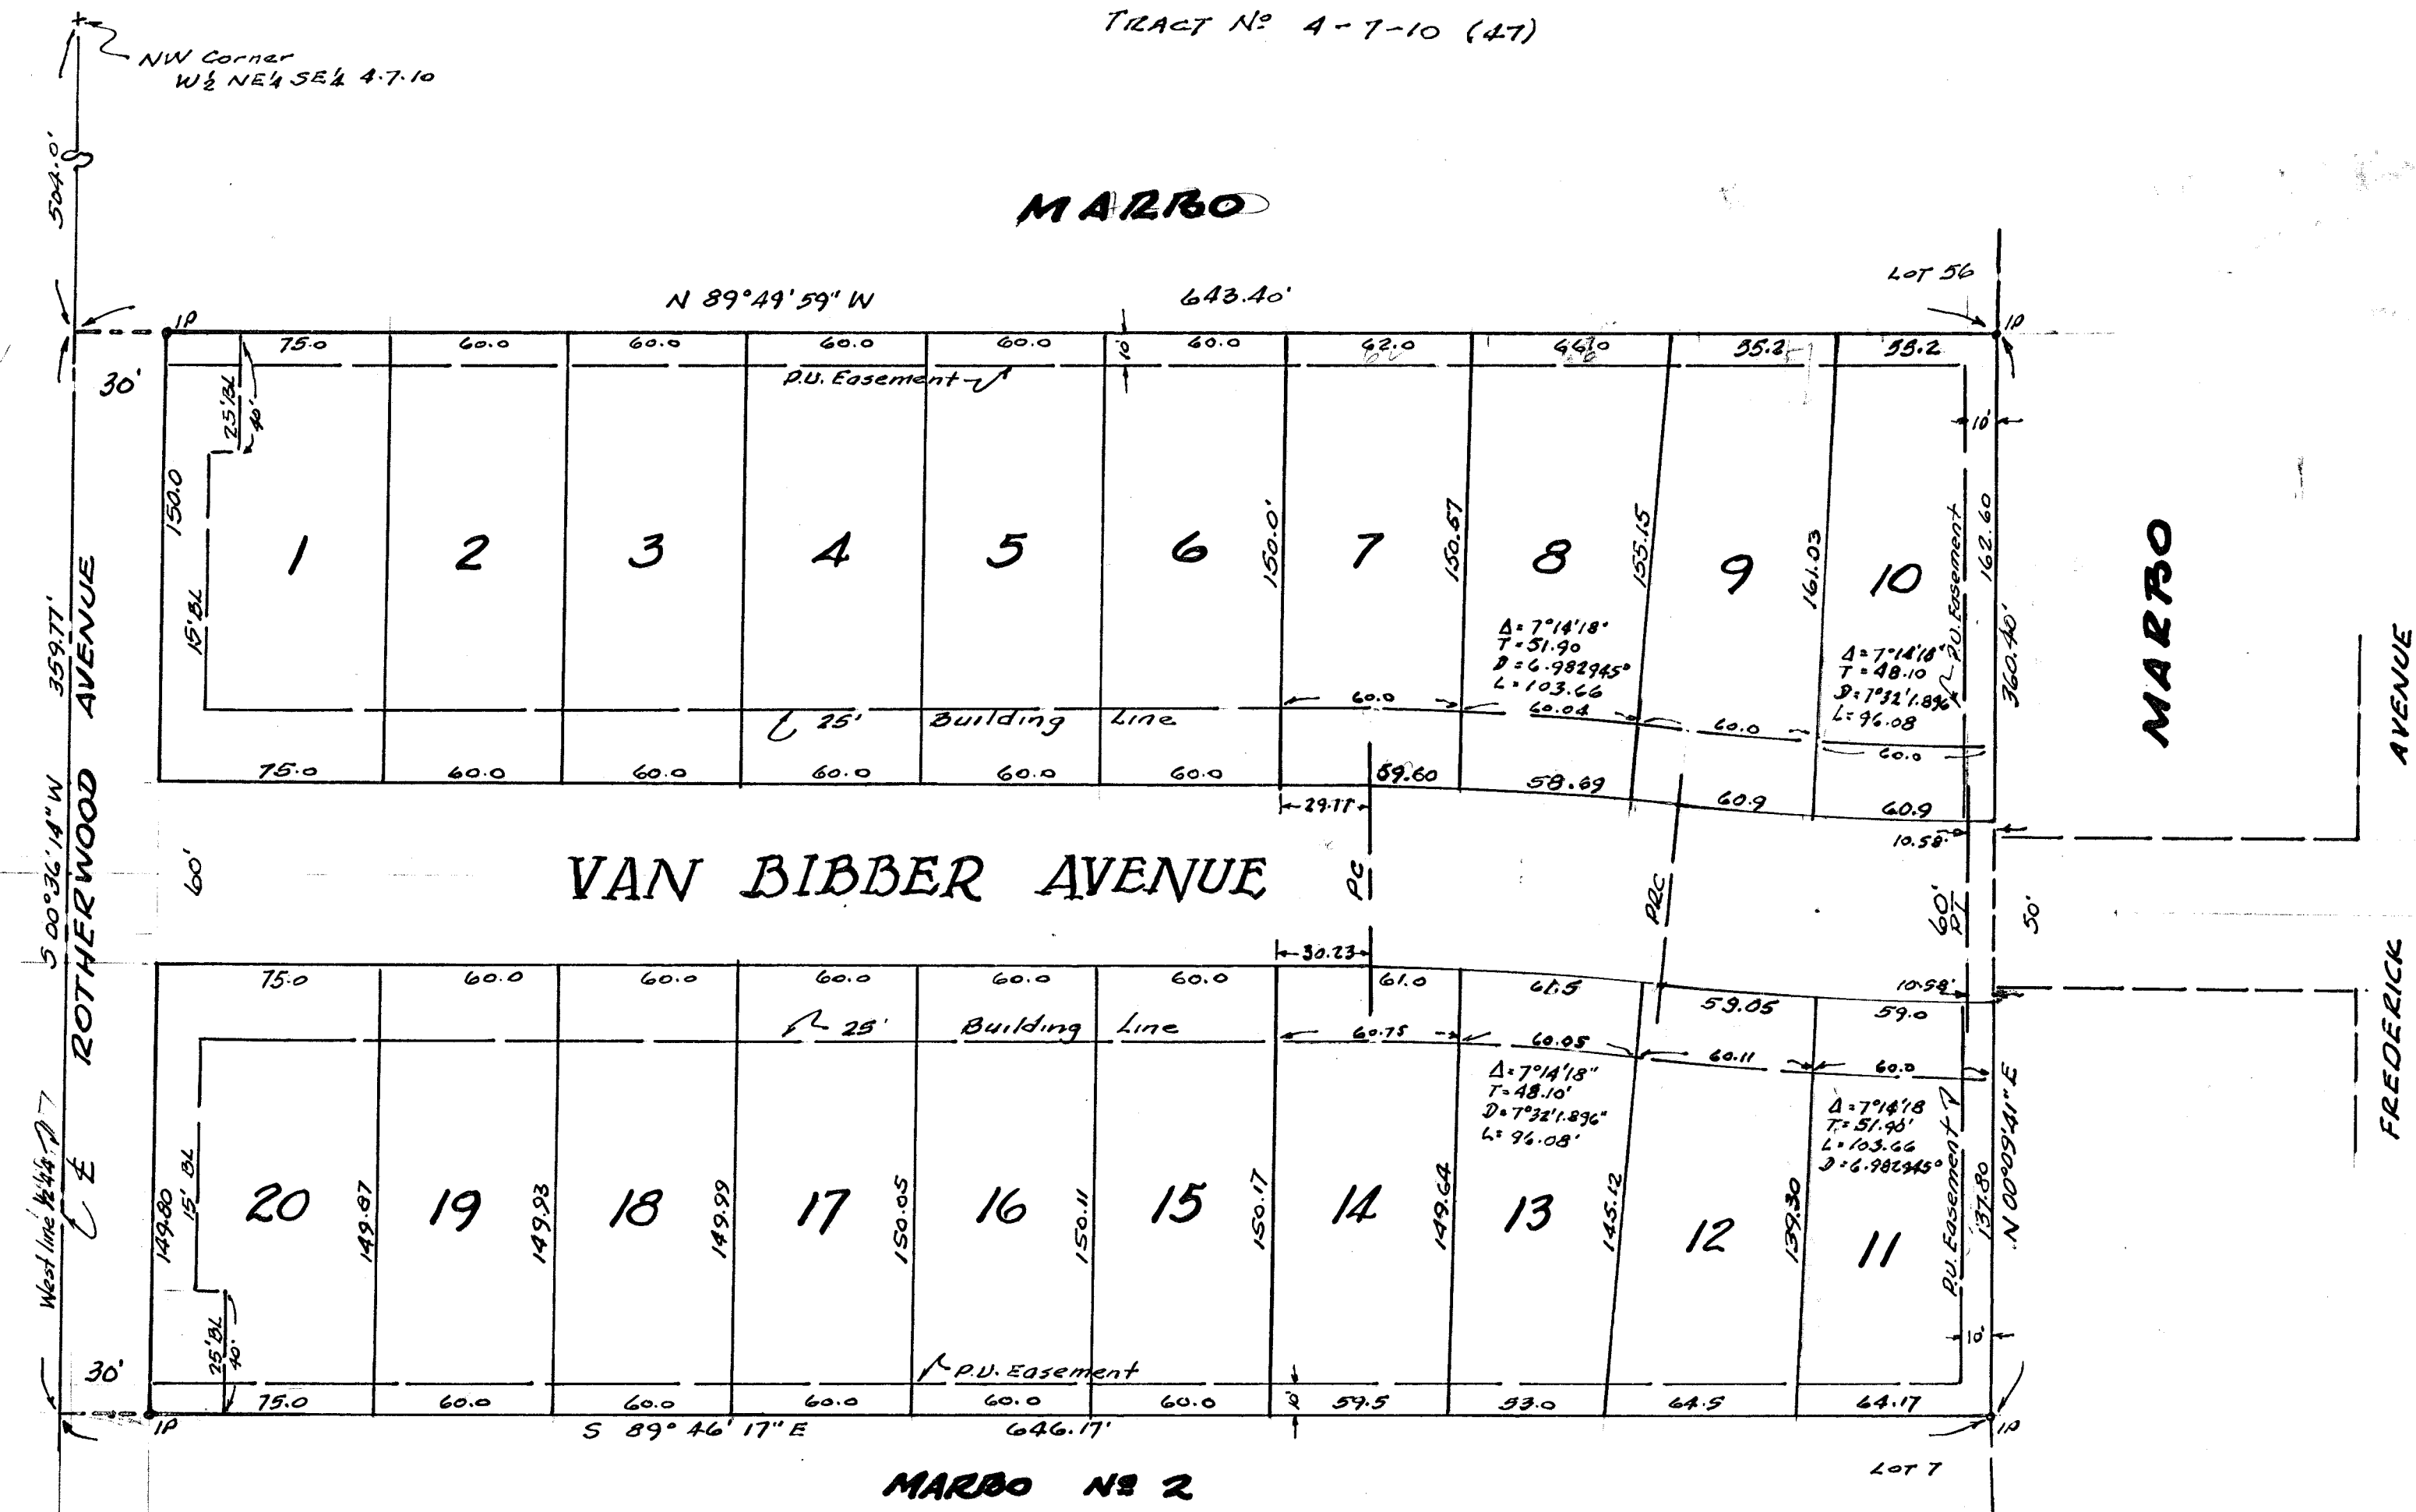 TRACT Nº 4-7-10 (47)
NW Corner
W½ NE¼ SE¼ 4.7.10
504.0'
MARBO
LOT 56
N 89°49'59" W 643.40'
IP
IP
75.0 60.0 60.0 60.0 60.0 60.0 62.0 66.0 55.2 55.2
30'
10'
P.U. Easement
25' BL
40'
10'
150.0
15' BL
150.0'
150.57
155.15
161.03
P.U. Easement
162.60
360.40'
1 2 3 4 5 6 7 8 9 10
Δ= 7°14'18"
T=51.90
D=6.982945°
L=103.66
Δ=7°14'18"
T=48.10
D=7°32'1.896"
L=96.08
60.0 60.04 60.0 60.0
25' Building Line
75.0 60.0 60.0 60.0 60.0 60.0 59.60 58.69 60.9 60.9
29.77
10.58'
S 00°36'14" W 359.77'
ROTHERWOOD AVENUE
60'
VAN BIBBER AVENUE
PC
PRC
60'
PT
50'
MARBO
FREDERICK AVENUE
30.23
10.58'
75.0 60.0 60.0 60.0 60.0 60.0 61.0 61.5 59.05 59.0
25' Building Line
60.75 60.05 60.11 60.0
Δ=7°14'18"
T=48.10'
D=7°32'1.896"
L=96.08'
Δ=7°14'18
T=51.90'
L=103.66
D=6.982945°
West line
℄
149.80
15' BL
149.87
149.93
149.99
150.05
150.11
150.17
149.64
145.12
139.30
P.U. Easement
137.80
N 00°09'41" E
20 19 18 17 16 15 14 13 12 11
25' BL
40'
30'
P.U. Easement
10'
10'
75.0 60.0 60.0 60.0 60.0 60.0 59.5 53.0 64.5 64.17
IP
S 89°46'17" E 646.17'
IP
MARBO Nº 2
LOT 7